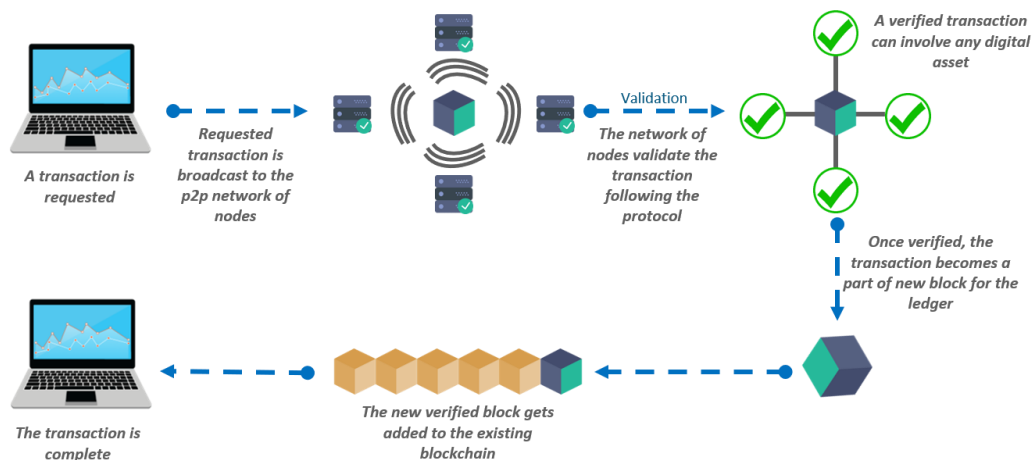 A transaction is
requested
Requested
transaction is
broadcast to the
p2p network of
nodes
Validation
The network of
nodes validate the
transaction
following the
protocol
A verified transaction
can involve any digital
asset
Once verified, the
transaction becomes a
part of new block for the
ledger
The new verified block gets
added to the existing
blockchain
The transaction is
complete